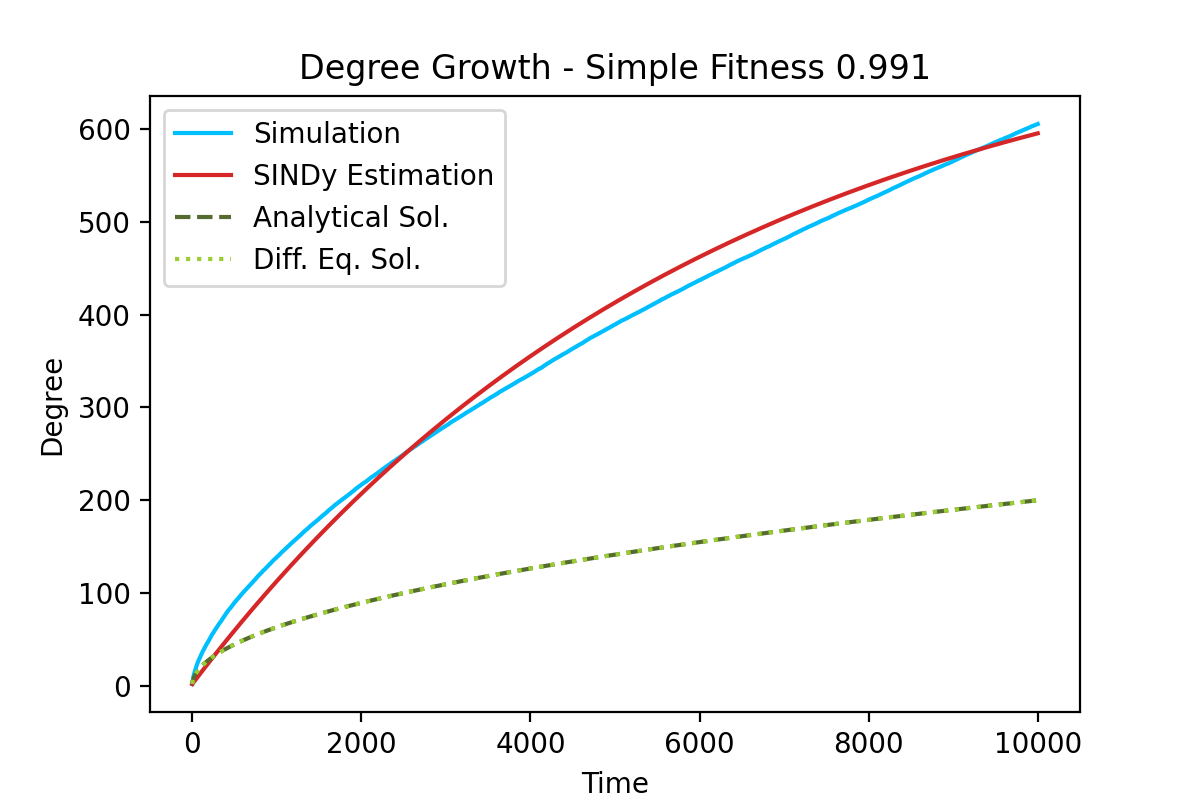 Degree Growth - Simple Fitness 0.991
Simulation
SINDy Estimation
Analytical Sol.
Diff. Eq. Sol.
600
500
400
300
200
100
0
Degree
0 2000 4000 6000 8000 10000
Time